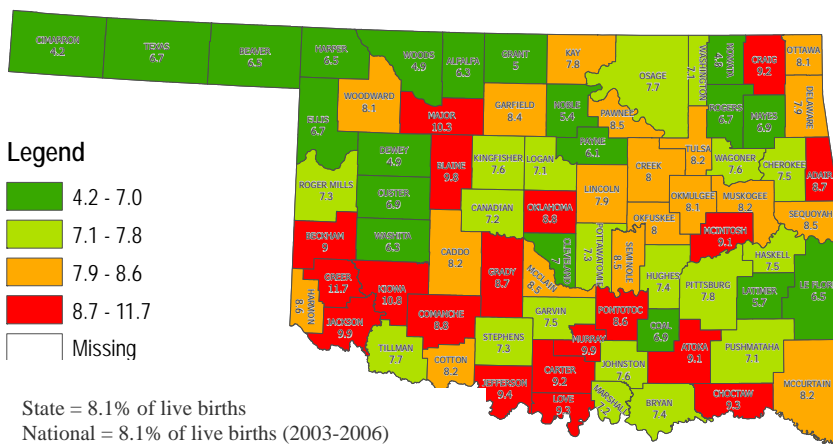 CIMARRON
4.2
TEXAS
6.7
BEAVER
6.3
HARPER
6.5
WOODS
4.9
ALFALFA
6.3
GRANT
5
KAY
7.8
OSAGE
7.7
WASHINGTON
7.1
NOWATA
4.5
CRAIG
9.2
OTTAWA
8.1
WOODWARD
8.1
MAJOR
10.3
GARFIELD
8.4
NOBLE
5.4
PAWNEE
8.5
ROGERS
6.7
MAYES
6.9
DELAWARE
7.9
ELLIS
6.7
DEWEY
4.9
BLAINE
9.8
KINGFISHER
7.6
LOGAN
7.1
PAYNE
6.1
CREEK
8
TULSA
8.2
WAGONER
7.6
CHEROKEE
7.5
ADAIR
8.7
Legend
4.2 - 7.0
7.1 - 7.8
7.9 - 8.6
8.7 - 11.7
Missing
ROGER MILLS
7.3
CUSTER
6.9
CANADIAN
7.2
OKLAHOMA
8.8
LINCOLN
7.9
OKFUSKEE
8
OKMULGEE
8.1
MUSKOGEE
8.2
SEQUOYAH
8.5
BECKHAM
9
WASHITA
6.3
CADDO
8.2
GRADY
8.7
MCCLAIN
8.5
CLEVELAND
7
POTTAWATOMIE
7.3
SEMINOLE
8.5
HUGHES
7.4
MCINTOSH
9.1
HASKELL
7.5
PITTSBURG
7.8
LATIMER
LE FLORE
GREER
11.7
HARMON
8.6
KIOWA
10.8
JACKSON
9.9
COMANCHE
8.8
TILLMAN
7.7
COTTON
8.2
STEPHENS
7.3
GARVIN
7.5
MURRAY
9.9
PONTOTOC
8.6
COAL
6.9
ATOKA
9.1
PUSHMATAHA
7.1
JEFFERSON
9.4
CARTER
9.2
LOVE
9.3
JOHNSTON
7.6
MARSHALL
7.2
BRYAN
7.4
CHOCTAW
9.3
MCCURTAIN
8.2
State = 8.1% of live births
National = 8.1% of live births (2003-2006)